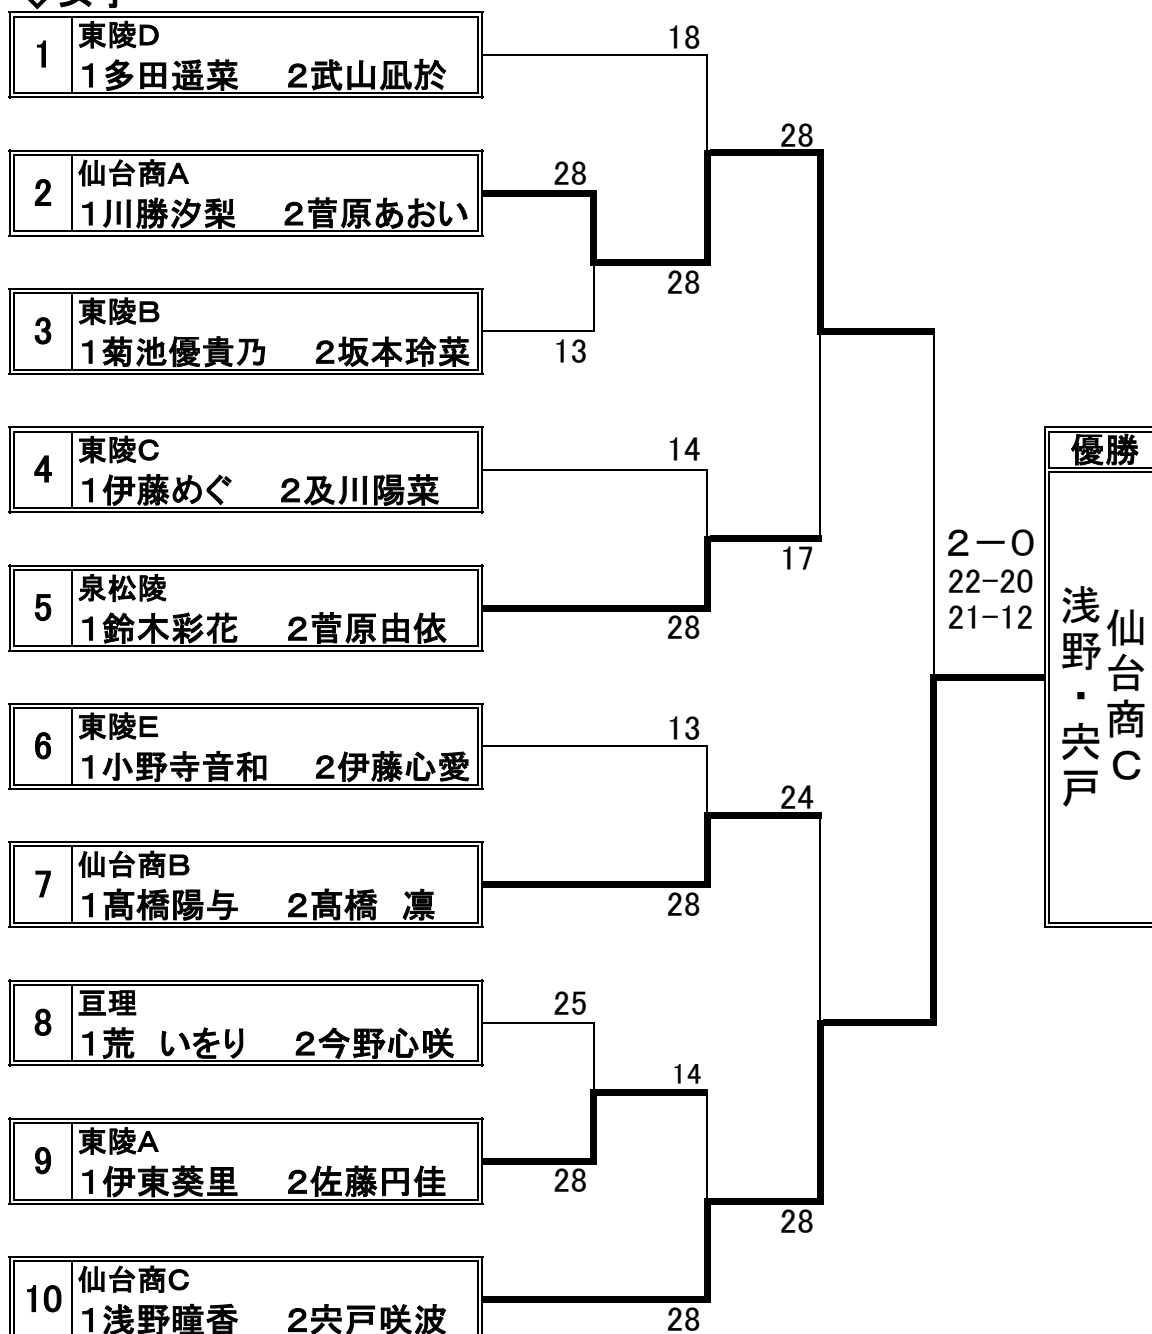 ◇女子
1
東陵D
1多田遥菜　2武山凪於
18
28
2
仙台商A
1川勝汐梨　2菅原あおい
28
28
3
東陵B
1菊池優貴乃　2坂本玲菜
13
4
東陵C
1伊藤めぐ　2及川陽菜
14
17
5
泉松陵
1鈴木彩花　2菅原由依
28
6
東陵E
1小野寺音和　2伊藤心愛
13
24
7
仙台商B
1髙橋陽与　2髙橋　凛
28
8
亘理
1荒　いをり　2今野心咲
25
14
9
東陵A
1伊東葵里　2佐藤円佳
28
28
10
仙台商C
1浅野瞳香　2宍戸咲波
28
2－0
22-20
21-12
優勝
仙台商C
浅野・宍戸